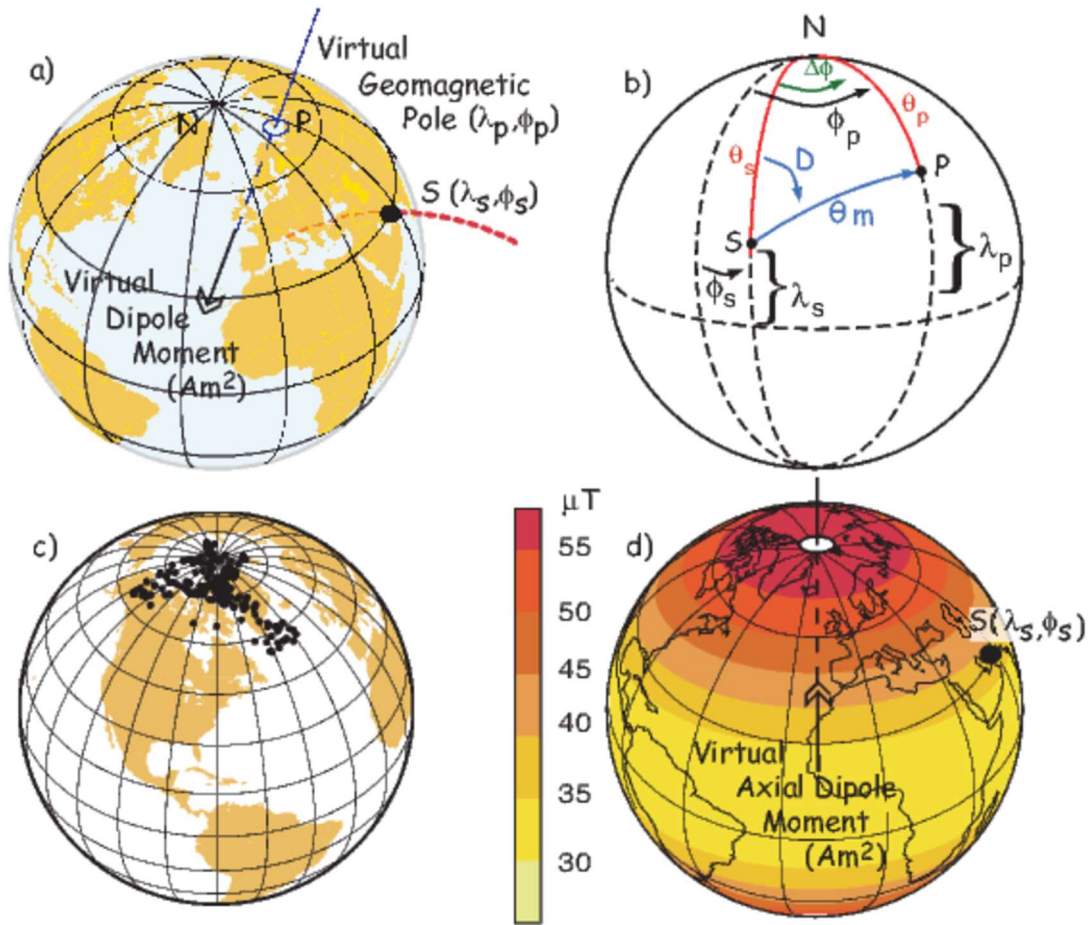 a)
Virtual
Geomagnetic
Pole (λp,ϕp)
N
P
S (λs,ϕs)
Virtual
Dipole
Moment
(Am²)
b)
N
Δϕ
ϕp
θp
θs
D
P
θm
S
ϕs
}λs
}λp
c)
μT
55
50
45
40
35
30
d)
S(λs,ϕs)
Virtual
Axial Dipole
Moment
(Am²)